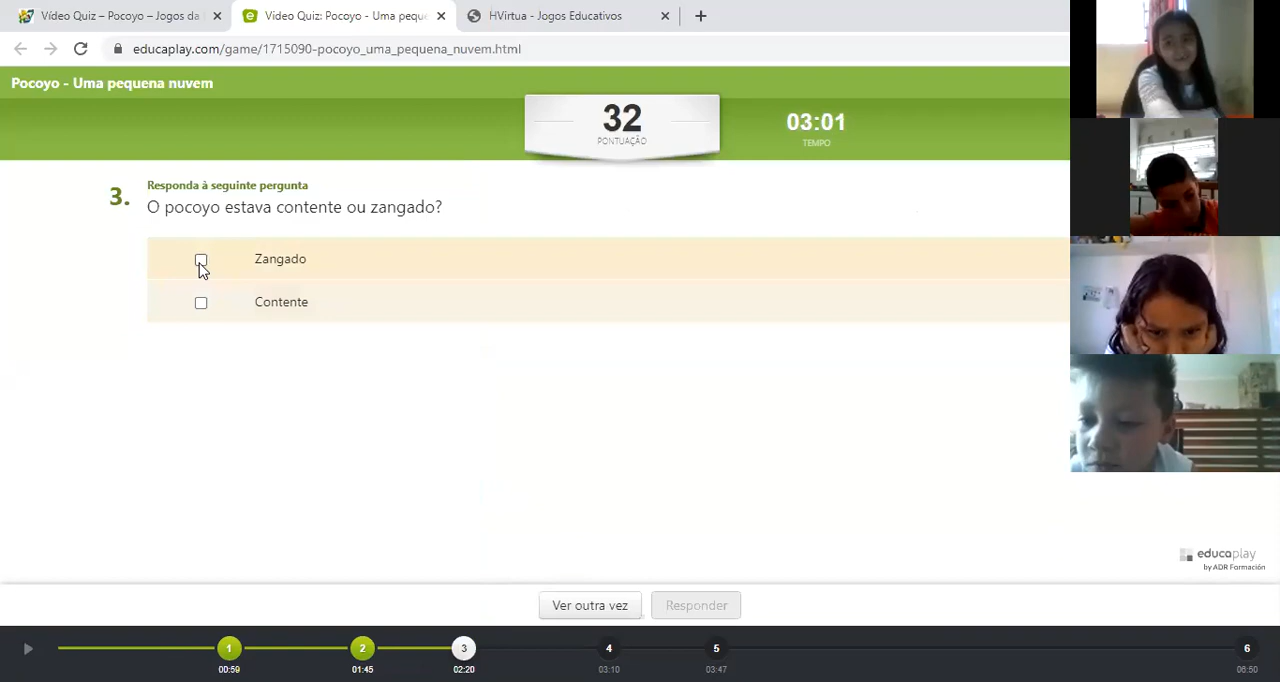 Vídeo Quiz – Pocoyo – Jogos da
Vídeo Quiz: Pocoyo - Uma peque
HVirtua - Jogos Educativos
educaplay.com/game/1715090-pocoyo_uma_pequena_nuvem.html
Pocoyo - Uma pequena nuvem
32
PONTUAÇÃO
03:01
TEMPO
3.
Responda à seguinte pergunta
O pocoyo estava contente ou zangado?
Zangado
Contente
educaplay
by ADR Formación
Ver outra vez
Responder
1 2 3 4 5 6
00:59 01:45 02:20 03:10 03:47 06:50